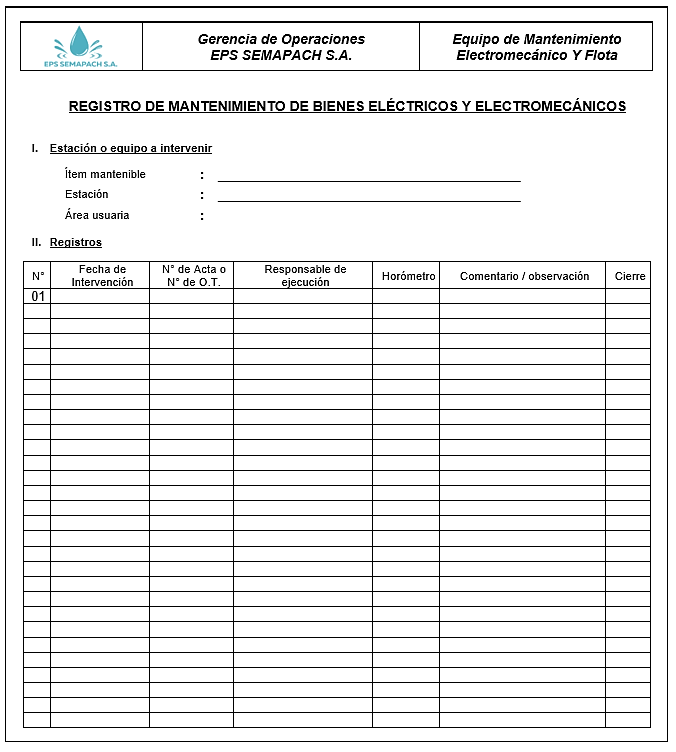 EPS SEMAPACH S.A.
Gerencia de Operaciones
EPS SEMAPACH S.A.
Equipo de Mantenimiento
Electromecánico Y Flota
REGISTRO DE MANTENIMIENTO DE BIENES ELÉCTRICOS Y ELECTROMECÁNICOS
I. Estación o equipo a intervenir
Ítem mantenible :
Estación :
Área usuaria :
II. Registros
N°
Fecha de
Intervención
N° de Acta o
N° de O.T.
Responsable de
ejecución
Horómetro
Comentario / observación
Cierre
01